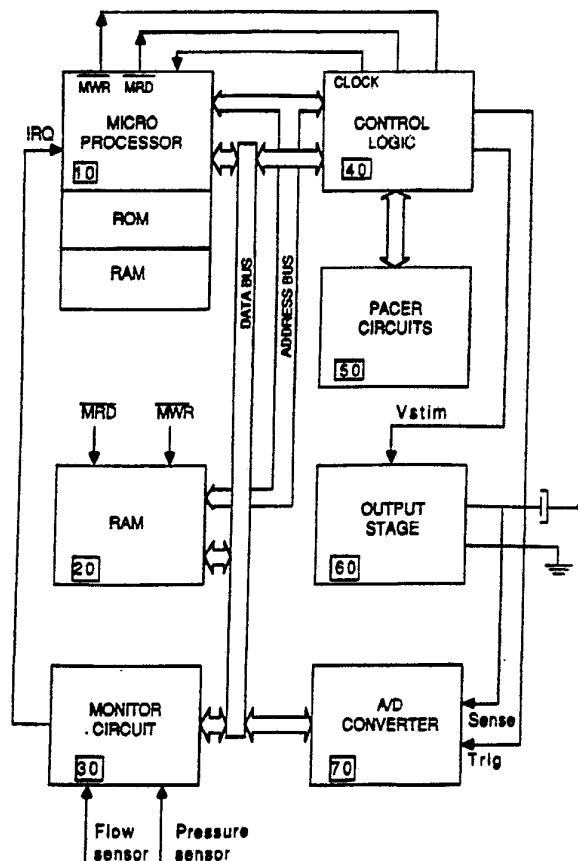 MWR MRD
CLOCK
MICRO
PROCESSOR
10
IRQ
CONTROL
LOGIC
40
ROM
RAM
DATA BUS
ADDRESS BUS
PACER
CIRCUITS
50
Vstim
MRD MWR
RAM
20
OUTPUT
STAGE
60
MONITOR
CIRCUIT
30
A/D
CONVERTER
70
Sense
Trig
Flow
sensor
Pressure
sensor